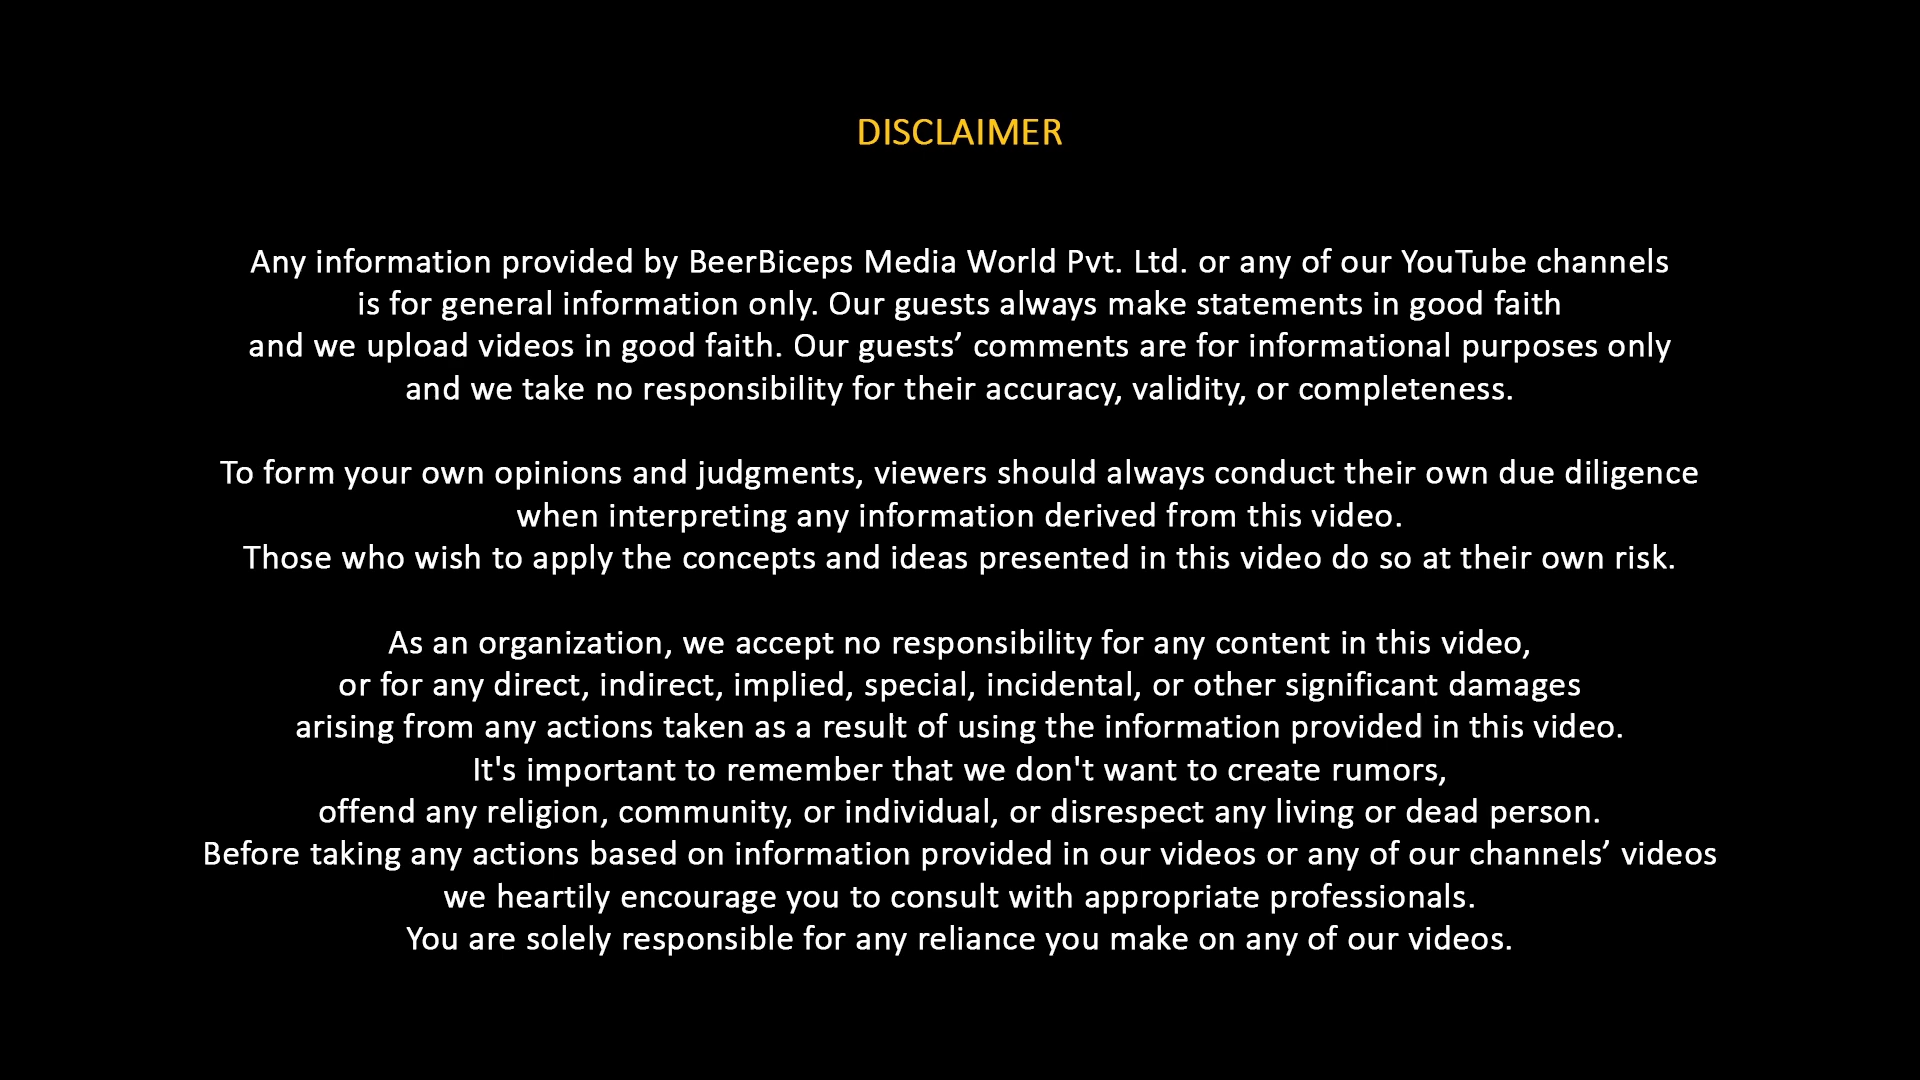 DISCLAIMER
Any information provided by BeerBiceps Media World Pvt. Ltd. or any of our YouTube channels
is for general information only. Our guests always make statements in good faith
and we upload videos in good faith. Our guests’ comments are for informational purposes only
and we take no responsibility for their accuracy, validity, or completeness.
To form your own opinions and judgments, viewers should always conduct their own due diligence
when interpreting any information derived from this video.
Those who wish to apply the concepts and ideas presented in this video do so at their own risk.
As an organization, we accept no responsibility for any content in this video,
or for any direct, indirect, implied, special, incidental, or other significant damages
arising from any actions taken as a result of using the information provided in this video.
It's important to remember that we don't want to create rumors,
offend any religion, community, or individual, or disrespect any living or dead person.
Before taking any actions based on information provided in our videos or any of our channels’ videos
we heartily encourage you to consult with appropriate professionals.
You are solely responsible for any reliance you make on any of our videos.